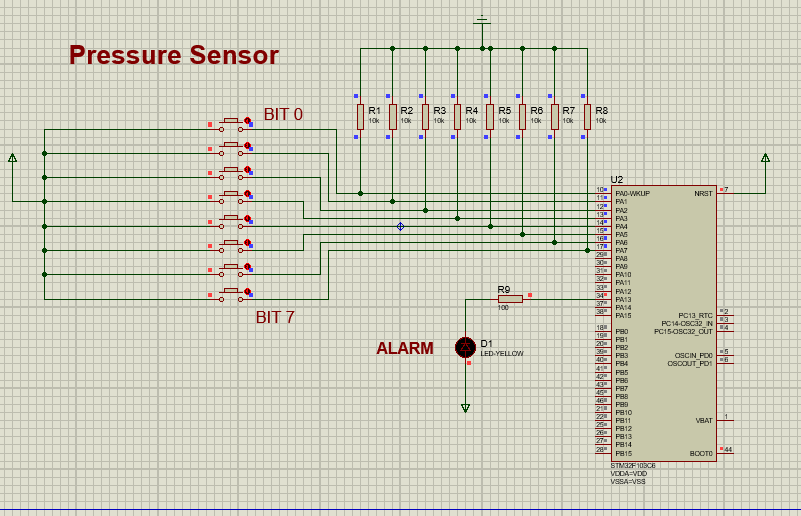 Pressure Sensor
BIT 0
BIT 7
ALARM
R1
10k
R2
10k
R3
10k
R4
10k
R5
10k
R6
10k
R7
10k
R8
10k
R9
100
D1
LED-YELLOW
U2
10 PA0-WKUP
11 PA1
12 PA2
13 PA3
14 PA4
15 PA5
16 PA6
17 PA7
29 PA8
30 PA9
31 PA10
32 PA11
33 PA12
34 PA13
37 PA14
38 PA15
18 PB0
19 PB1
20 PB2
39 PB3
40 PB4
41 PB5
42 PB6
43 PB7
45 PB8
46 PB9
21 PB10
22 PB11
25 PB12
26 PB13
27 PB14
28 PB15
NRST 7
PC13_RTC 2
PC14-OSC32_IN 3
PC15-OSC32_OUT 4
OSCIN_PD0 5
OSCOUT_PD1 6
VBAT 1
BOOT0 44
STM32F103C6
VDDA=VDD
VSSA=VSS